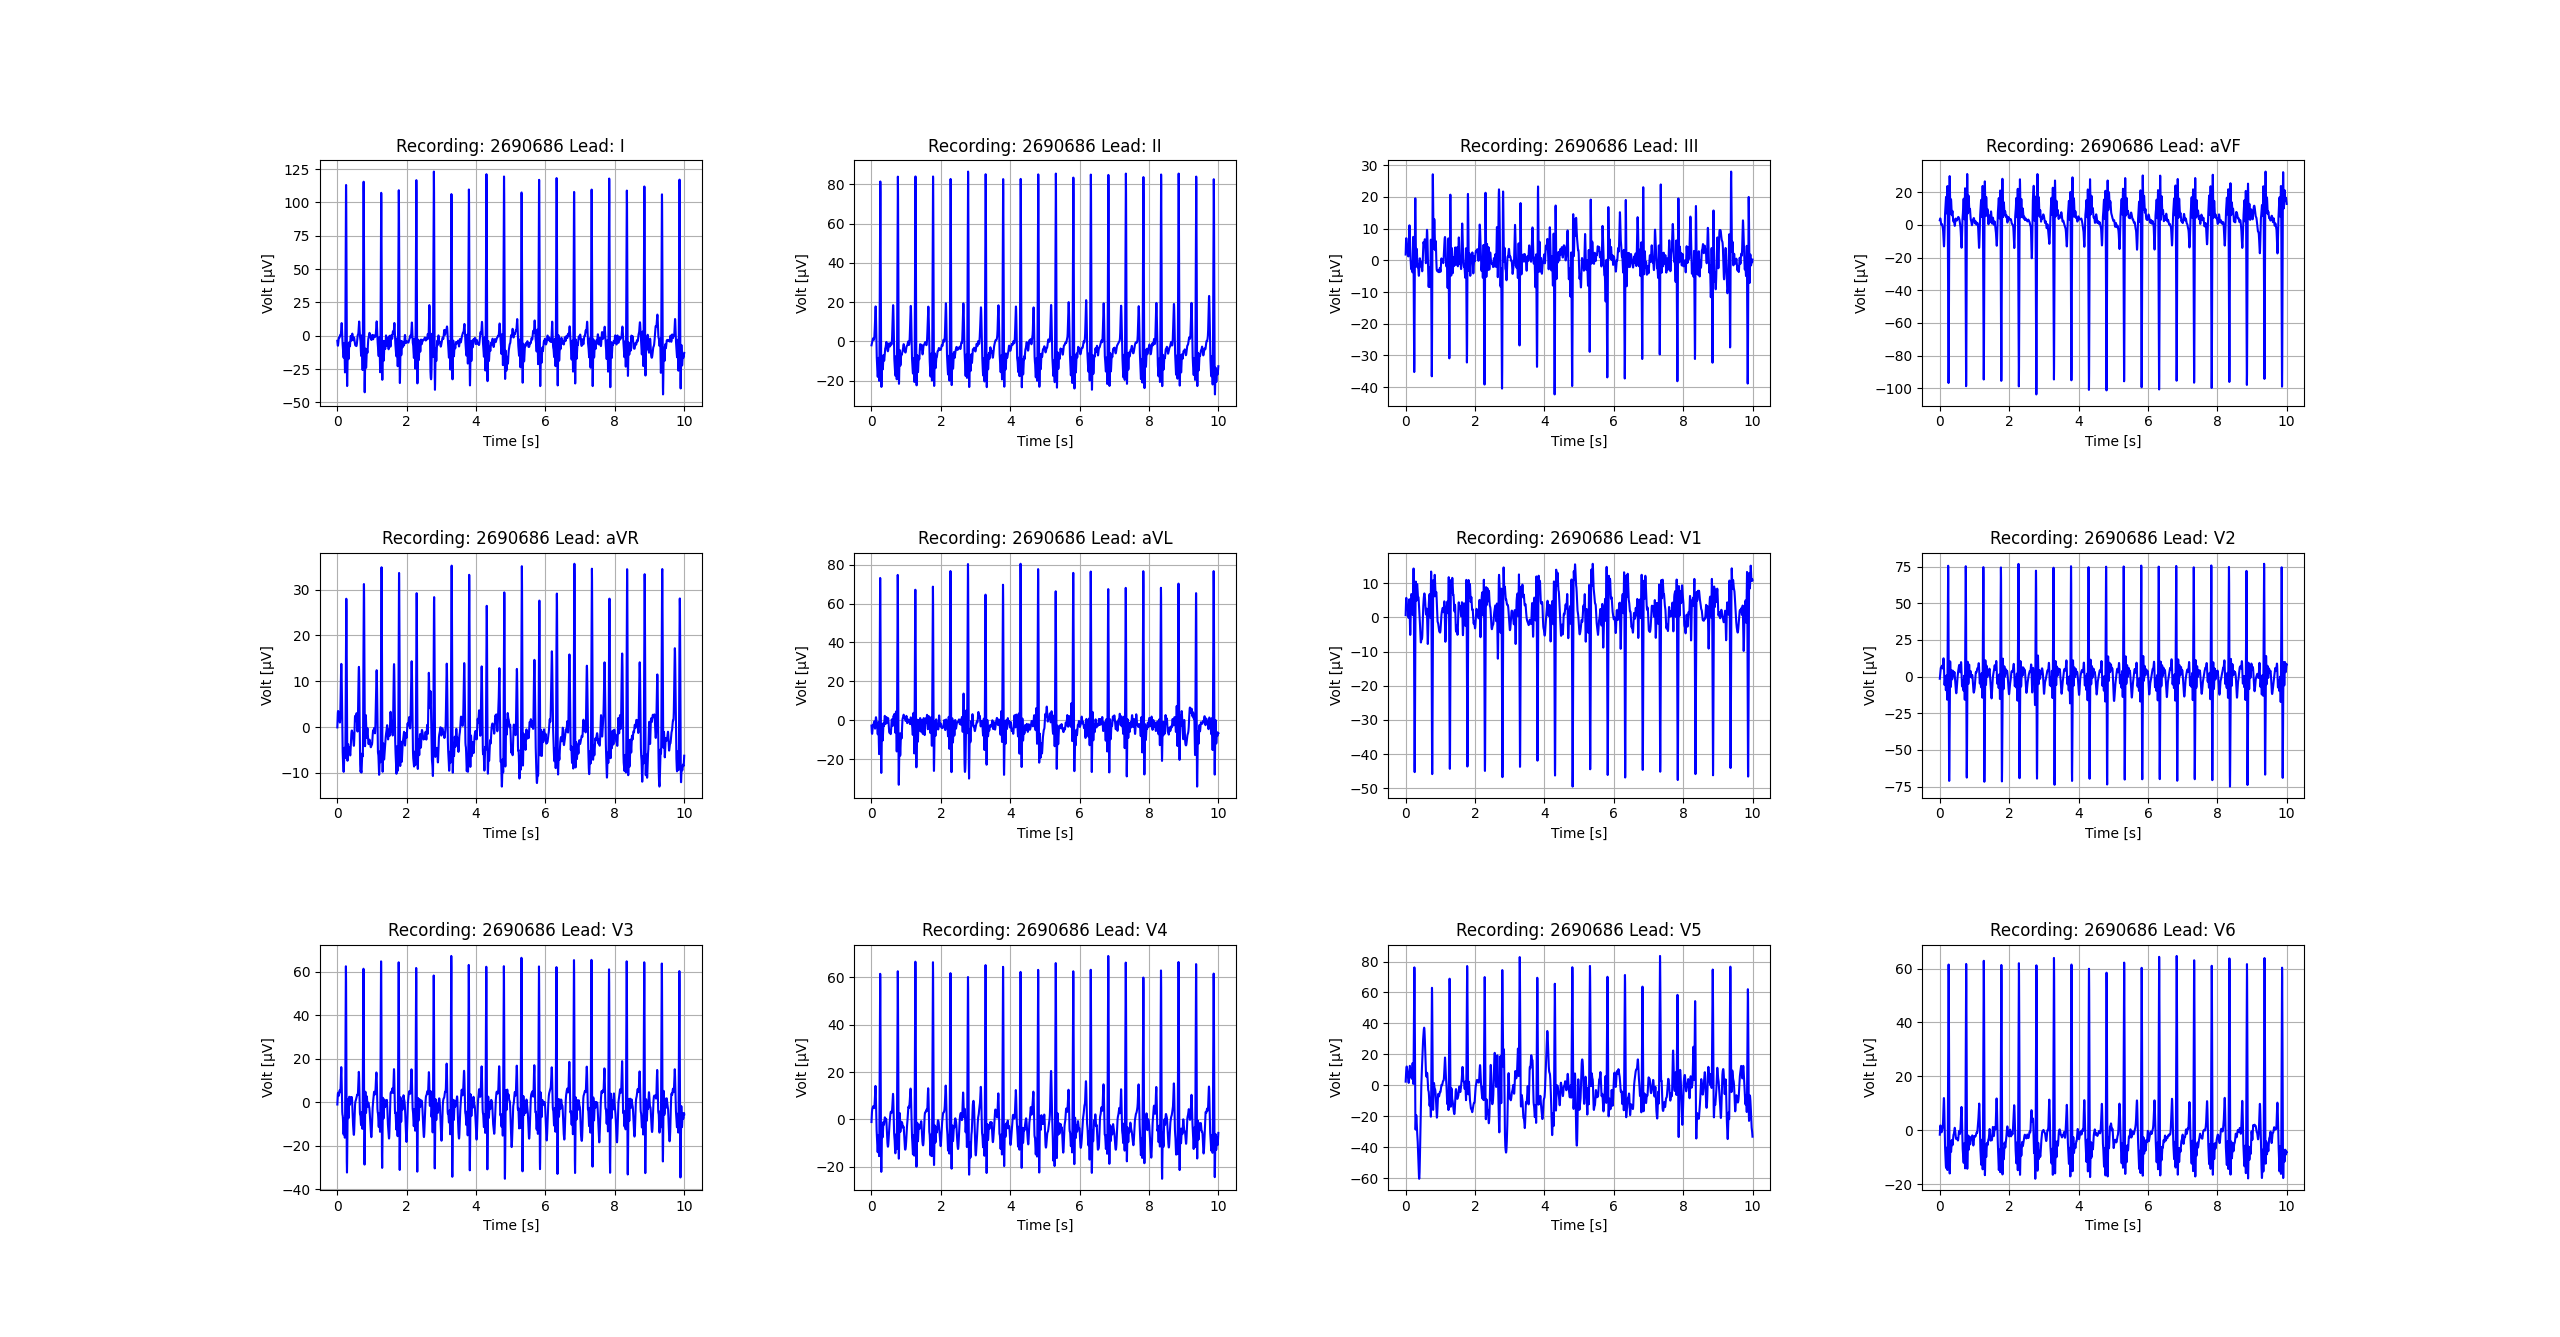 Recording: 2690686 Lead: I
Volt [µV]
125
100
75
50
25
0
−25
−50
0 2 4 6 8 10
Time [s]
Recording: 2690686 Lead: II
Volt [µV]
80
60
40
20
0
−20
0 2 4 6 8 10
Time [s]
Recording: 2690686 Lead: III
Volt [µV]
30
20
10
0
−10
−20
−30
−40
0 2 4 6 8 10
Time [s]
Recording: 2690686 Lead: aVF
Volt [µV]
20
0
−20
−40
−60
−80
−100
0 2 4 6 8 10
Time [s]
Recording: 2690686 Lead: aVR
Volt [µV]
30
20
10
0
−10
0 2 4 6 8 10
Time [s]
Recording: 2690686 Lead: aVL
Volt [µV]
80
60
40
20
0
−20
0 2 4 6 8 10
Time [s]
Recording: 2690686 Lead: V1
Volt [µV]
10
0
−10
−20
−30
−40
−50
0 2 4 6 8 10
Time [s]
Recording: 2690686 Lead: V2
Volt [µV]
75
50
25
0
−25
−50
−75
0 2 4 6 8 10
Time [s]
Recording: 2690686 Lead: V3
Volt [µV]
60
40
20
0
−20
−40
0 2 4 6 8 10
Time [s]
Recording: 2690686 Lead: V4
Volt [µV]
60
40
20
0
−20
0 2 4 6 8 10
Time [s]
Recording: 2690686 Lead: V5
Volt [µV]
80
60
40
20
0
−20
−40
−60
0 2 4 6 8 10
Time [s]
Recording: 2690686 Lead: V6
Volt [µV]
60
40
20
0
−20
0 2 4 6 8 10
Time [s]